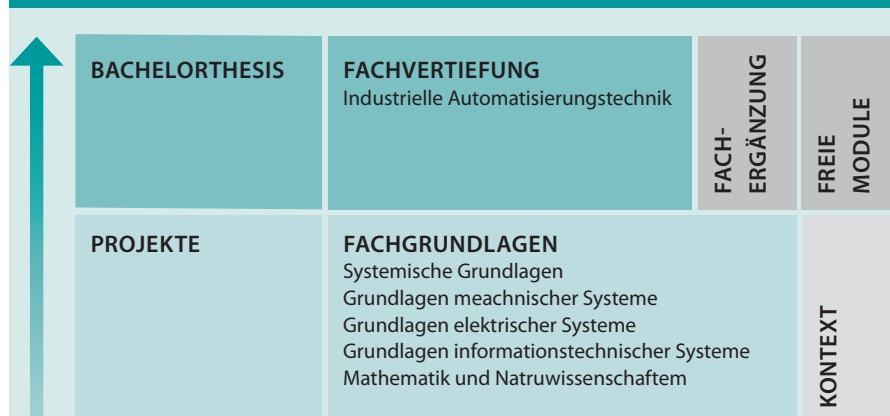 BACHELORTHESIS
FACHVERTIEFUNG
Industrielle Automatisierungstechnik
FACH-
ERGÄNZUNG
FREIE
MODULE
PROJEKTE
FACHGRUNDLAGEN
Systemische Grundlagen
Grundlagen meachnischer Systeme
Grundlagen elektrischer Systeme
Grundlagen informationstechnischer Systeme
Mathematik und Natruwissenschaftem
KONTEXT